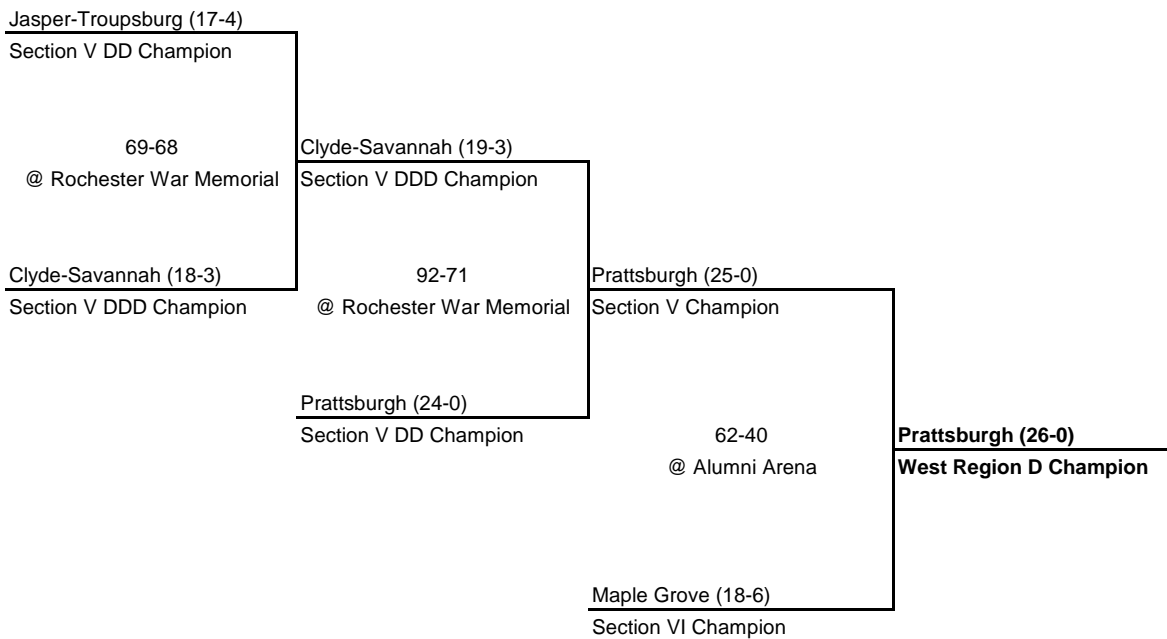 Jasper-Troupsburg (17-4)
Section V DD Champion
69-68
@ Rochester War Memorial
Clyde-Savannah (19-3)
Section V DDD Champion
Clyde-Savannah (18-3)
Section V DDD Champion
92-71
@ Rochester War Memorial
Prattsburgh (25-0)
Section V Champion
Prattsburgh (24-0)
Section V DD Champion
62-40
@ Alumni Arena
Prattsburgh (26-0)
West Region D Champion
Maple Grove (18-6)
Section VI Champion